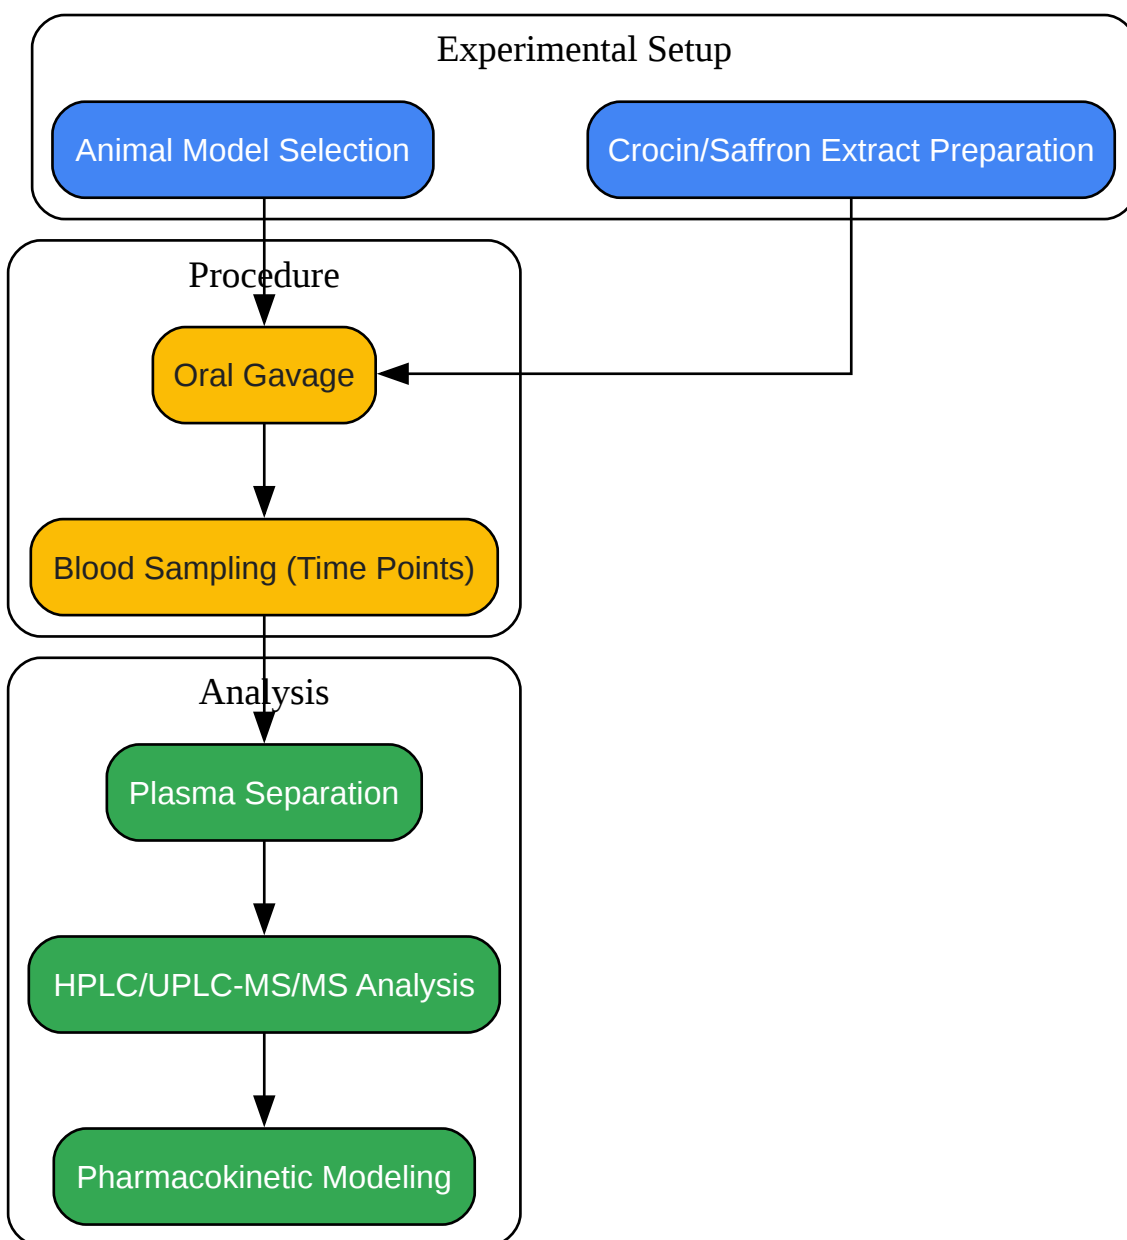 Experimental Setup
Animal Model Selection
Crocin/Saffron Extract Preparation
Procedure
Oral Gavage
Blood Sampling (Time Points)
Analysis
Plasma Separation
HPLC/UPLC-MS/MS Analysis
Pharmacokinetic Modeling